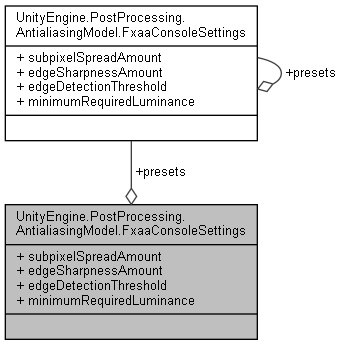 UnityEngine.PostProcessing.
AntialiasingModel.FxaaConsoleSettings
+ subpixelSpreadAmount
+ edgeSharpnessAmount
+ edgeDetectionThreshold
+ minimumRequiredLuminance
+presets
+presets
UnityEngine.PostProcessing.
AntialiasingModel.FxaaConsoleSettings
+ subpixelSpreadAmount
+ edgeSharpnessAmount
+ edgeDetectionThreshold
+ minimumRequiredLuminance